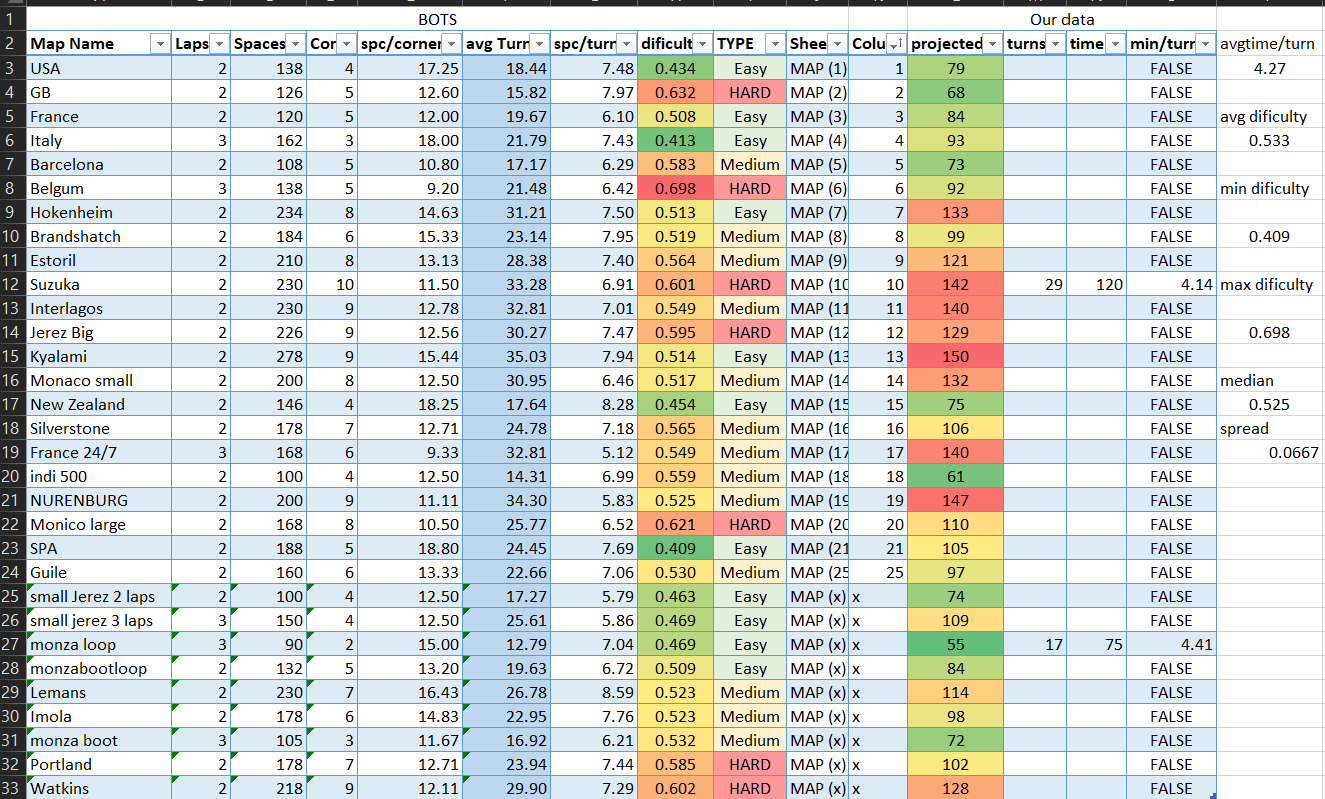 1 BOTS Our data
2 Map Name Laps Spaces Cor spc/corner avg Turn spc/turn dificult TYPE Shee Colu projected turns time min/turr avgtime/turn
3 USA 2 138 4 17.25 18.44 7.48 0.434 Easy MAP (1) 1 79 FALSE 4.27
4 GB 2 126 5 12.60 15.82 7.97 0.632 HARD MAP (2) 2 68 FALSE
5 France 2 120 5 12.00 19.67 6.10 0.508 Easy MAP (3) 3 84 FALSE avg dificulty
6 Italy 3 162 3 18.00 21.79 7.43 0.413 Easy MAP (4) 4 93 FALSE 0.533
7 Barcelona 2 108 5 10.80 17.17 6.29 0.583 Medium MAP (5) 5 73 FALSE
8 Belgum 3 138 5 9.20 21.48 6.42 0.698 HARD MAP (6) 6 92 FALSE min dificulty
9 Hokenheim 2 234 8 14.63 31.21 7.50 0.513 Easy MAP (7) 7 133 FALSE
10 Brandshatch 2 184 6 15.33 23.14 7.95 0.519 Medium MAP (8) 8 99 FALSE 0.409
11 Estoril 2 210 8 13.13 28.38 7.40 0.564 Medium MAP (9) 9 121 FALSE
12 Suzuka 2 230 10 11.50 33.28 6.91 0.601 HARD MAP (10 10 142 29 120 4.14 max dificulty
13 Interlagos 2 230 9 12.78 32.81 7.01 0.549 Medium MAP (11 11 140 FALSE
14 Jerez Big 2 226 9 12.56 30.27 7.47 0.595 HARD MAP (12 12 129 FALSE 0.698
15 Kyalami 2 278 9 15.44 35.03 7.94 0.514 Easy MAP (13 13 150 FALSE
16 Monaco small 2 200 8 12.50 30.95 6.46 0.517 Medium MAP (14 14 132 FALSE median
17 New Zealand 2 146 4 18.25 17.64 8.28 0.454 Easy MAP (15 15 75 FALSE 0.525
18 Silverstone 2 178 7 12.71 24.78 7.18 0.565 Medium MAP (16 16 106 FALSE spread
19 France 24/7 3 168 6 9.33 32.81 5.12 0.549 Medium MAP (17 17 140 FALSE 0.0667
20 indi 500 2 100 4 12.50 14.31 6.99 0.559 Medium MAP (18 18 61 FALSE
21 NURENBURG 2 200 9 11.11 34.30 5.83 0.525 Medium MAP (19 19 147 FALSE
22 Monico large 2 168 8 10.50 25.77 6.52 0.621 HARD MAP (20 20 110 FALSE
23 SPA 2 188 5 18.80 24.45 7.69 0.409 Easy MAP (21 21 105 FALSE
24 Guile 2 160 6 13.33 22.66 7.06 0.530 Medium MAP (25 25 97 FALSE
25 small Jerez 2 laps 2 100 4 12.50 17.27 5.79 0.463 Easy MAP (x) x 74 FALSE
26 small jerez 3 laps 3 150 4 12.50 25.61 5.86 0.469 Easy MAP (x) x 109 FALSE
27 monza loop 3 90 2 15.00 12.79 7.04 0.469 Easy MAP (x) x 55 17 75 4.41
28 monzabootloop 2 132 5 13.20 19.63 6.72 0.509 Easy MAP (x) x 84 FALSE
29 Lemans 2 230 7 16.43 26.78 8.59 0.523 Medium MAP (x) x 114 FALSE
30 Imola 2 178 6 14.83 22.95 7.76 0.523 Medium MAP (x) x 98 FALSE
31 monza boot 3 105 3 11.67 16.92 6.21 0.532 Medium MAP (x) x 72 FALSE
32 Portland 2 178 7 12.71 23.94 7.44 0.585 HARD MAP (x) x 102 FALSE
33 Watkins 2 218 9 12.11 29.90 7.29 0.602 HARD MAP (x) x 128 FALSE